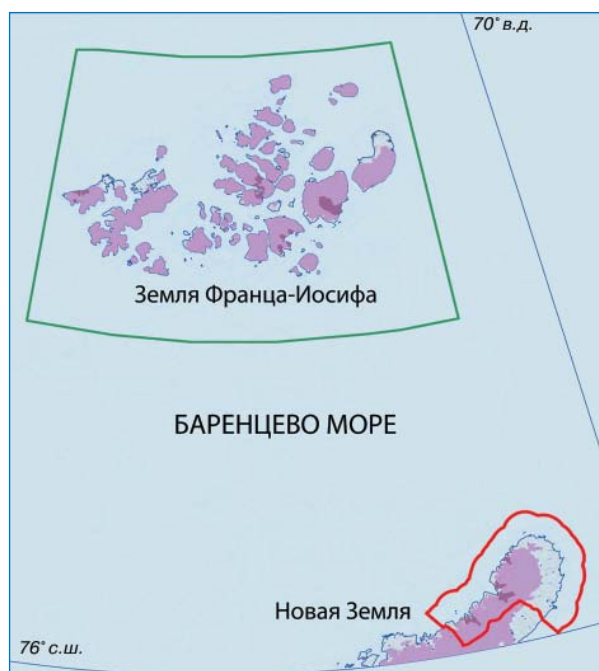 70° в.д.
Земля Франца-Иосифа
БАРЕНЦЕВО МОРЕ
Новая Земля
76° с.ш.